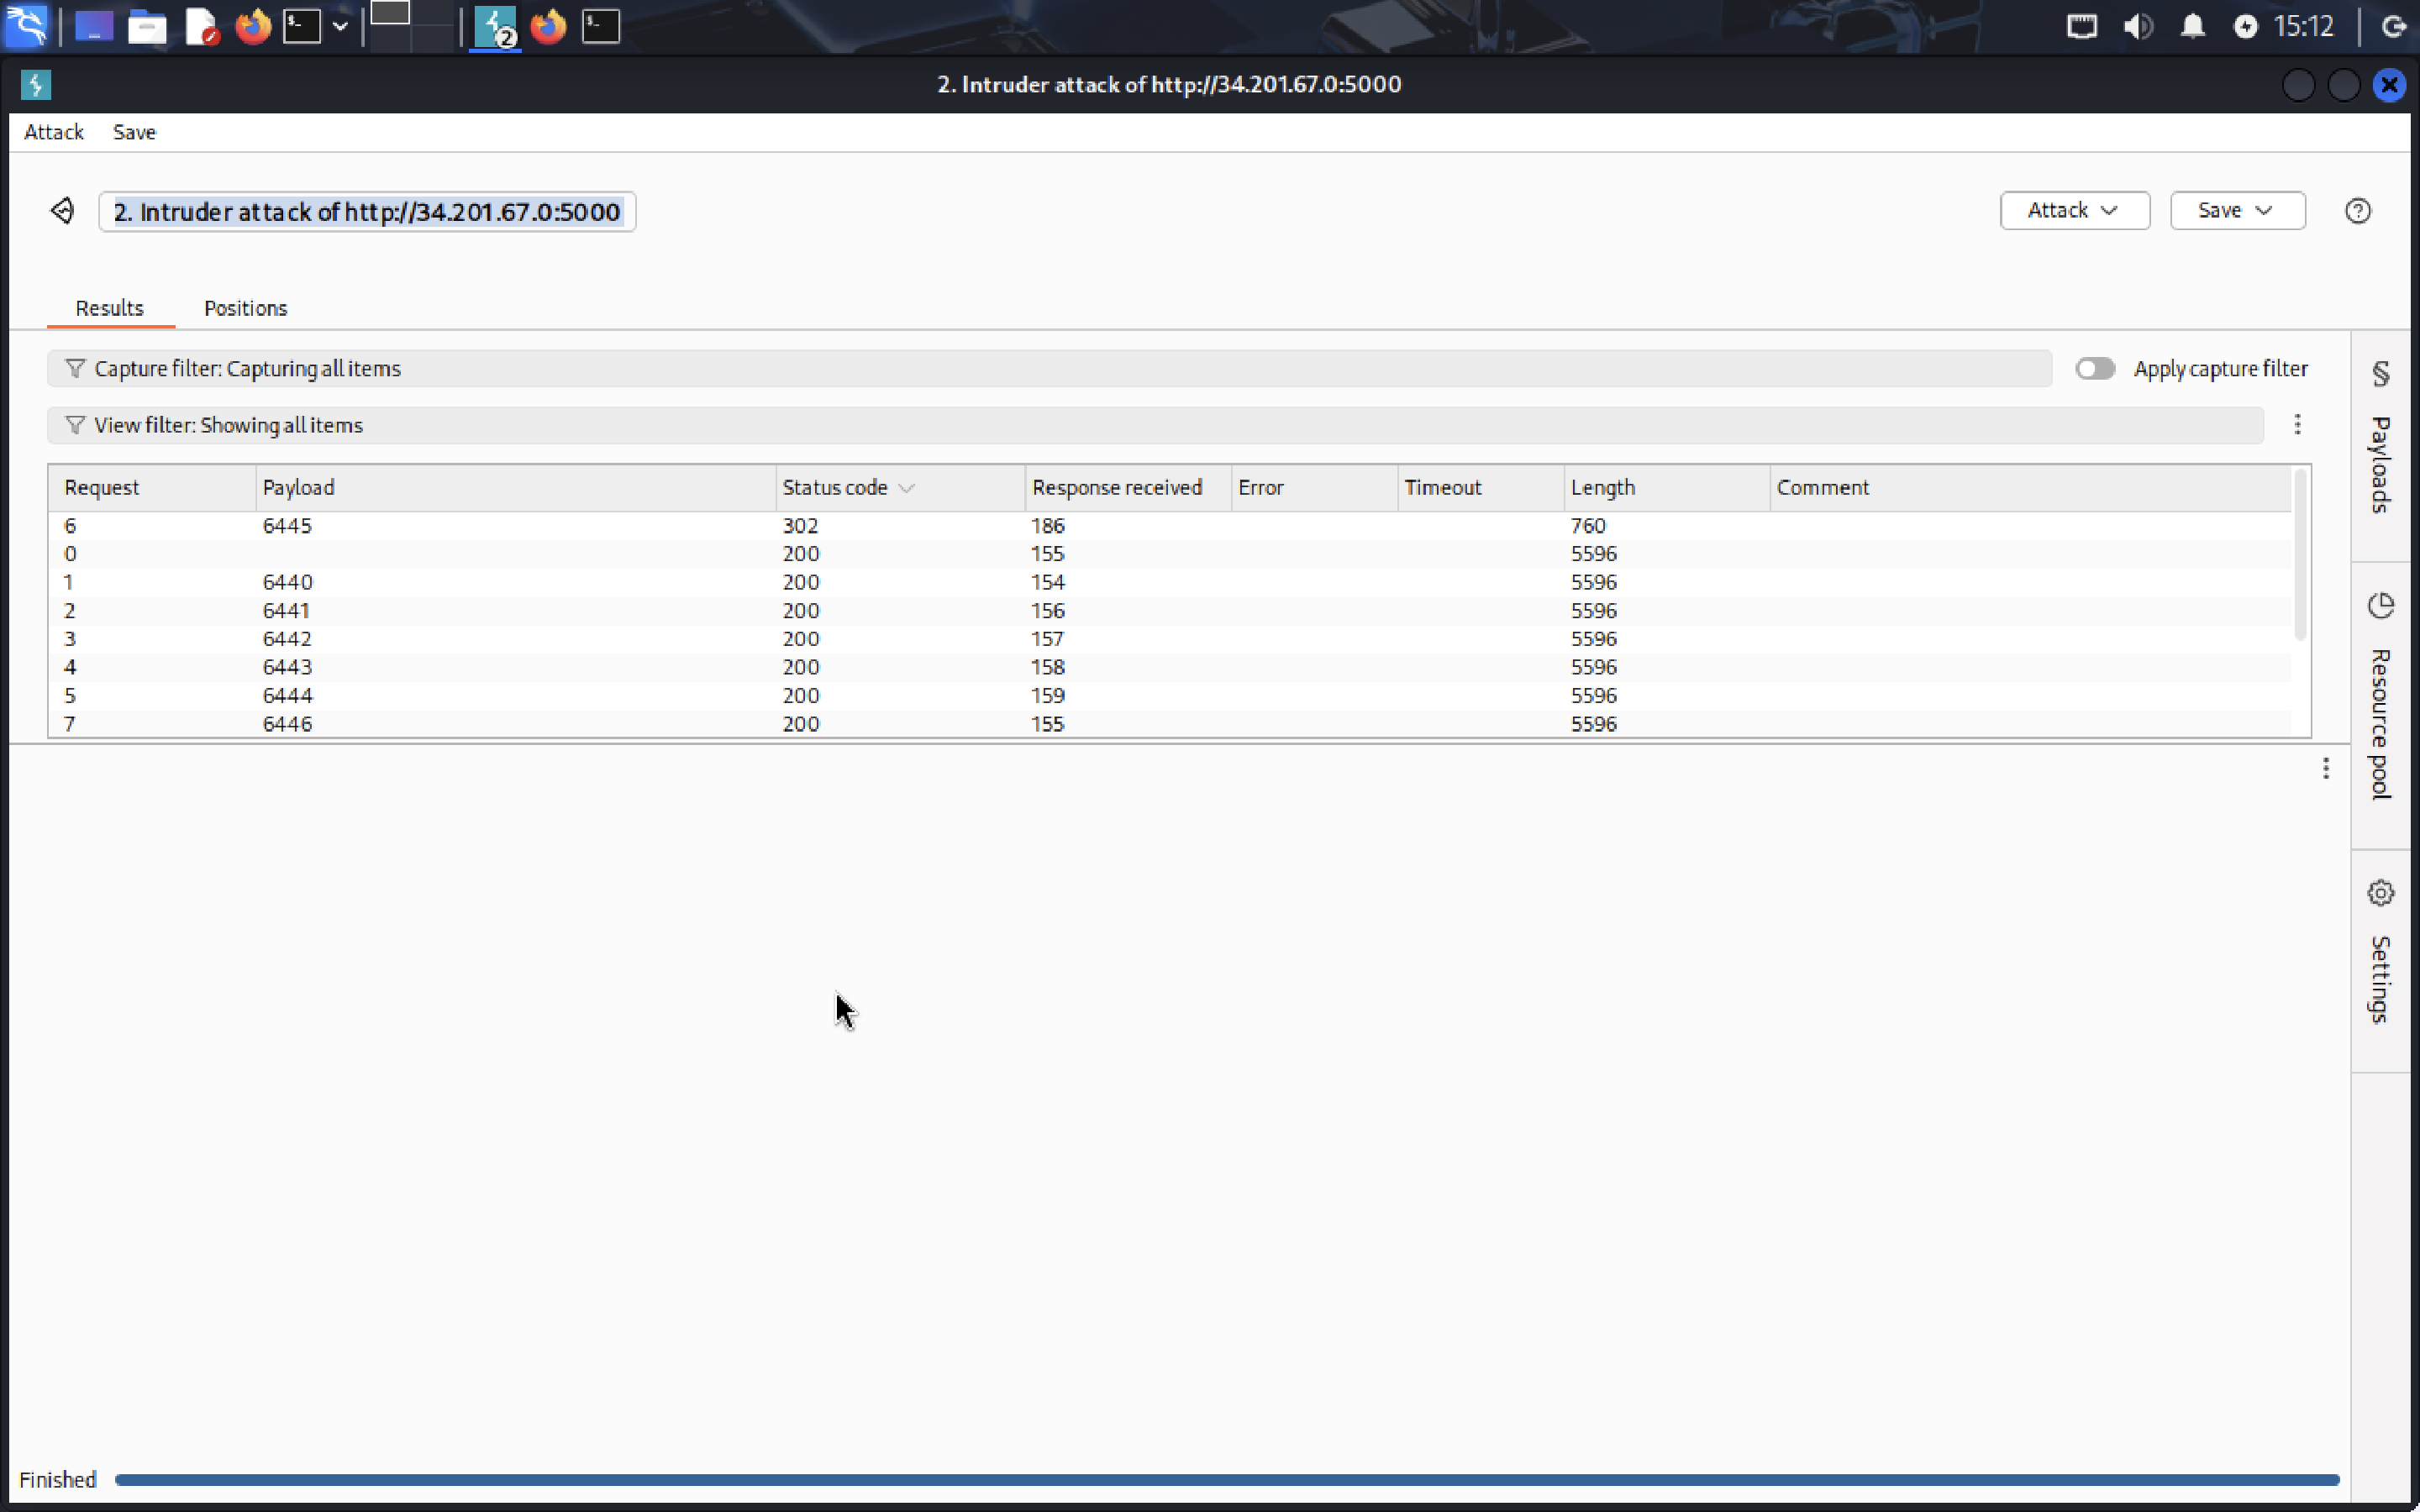 2
15:12
2. Intruder attack of http://34.201.67.0:5000
Attack Save
2. Intruder attack of http://34.201.67.0:5000
Attack Save
Results Positions
Capture filter: Capturing all items
Apply capture filter
View filter: Showing all items
Request Payload Status code Response received Error Timeout Length Comment
6 6445 302 186 760
0 200 155 5596
1 6440 200 154 5596
2 6441 200 156 5596
3 6442 200 157 5596
4 6443 200 158 5596
5 6444 200 159 5596
7 6446 200 155 5596
Payloads
Resource pool
Settings
Finished